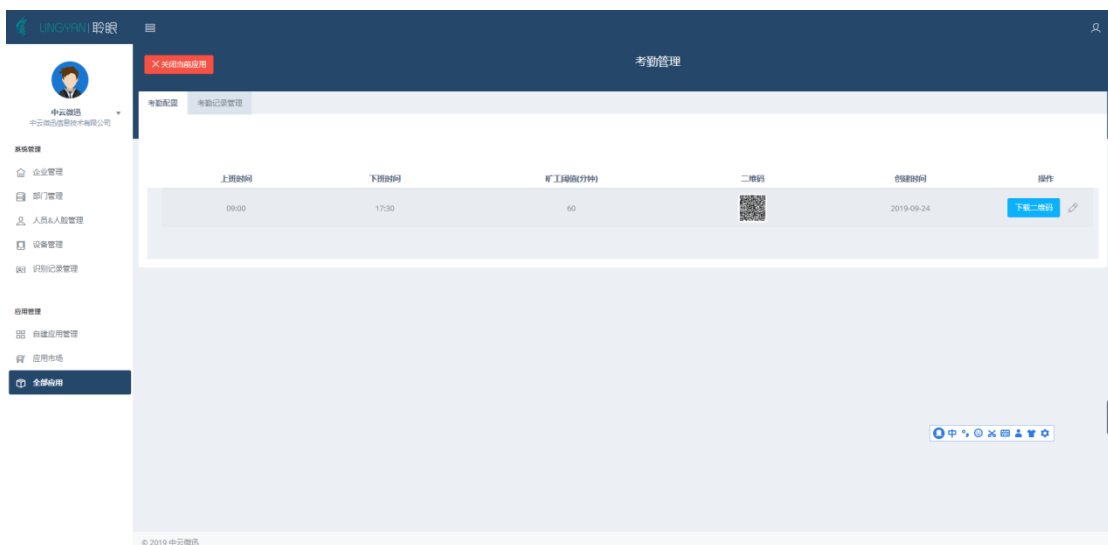 LINGYAN|聆眼
× 关闭当前应用
考勤管理
中云微迅
中云微迅信息技术有限公司
考勤配置 考勤记录管理
系统管理
企业管理
部门管理
人员&人脸管理
设备管理
识别记录管理
应用管理
自建应用管理
应用市场
全部应用
上班时间 下班时间 旷工阈值(分钟) 二维码 创建时间 操作
09:00 17:30 60 2019-09-24 下载二维码
中
© 2019 中云微迅